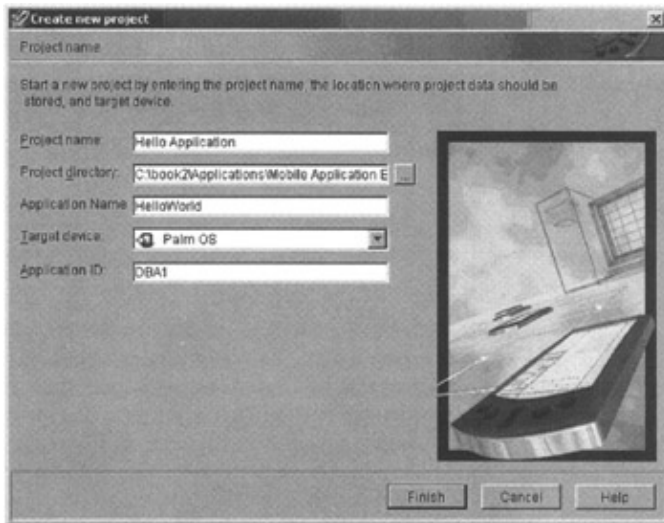 Create new project
Project name
Start a new project by entering the project name, the location where project data should be
stored, and target device.
Project name: Hello Application
Project directory: C:\book2\Applications\Mobile Application E ...
Application Name HelloWorld
Target device: Palm OS
Application ID: DBA1
Finish Cancel Help